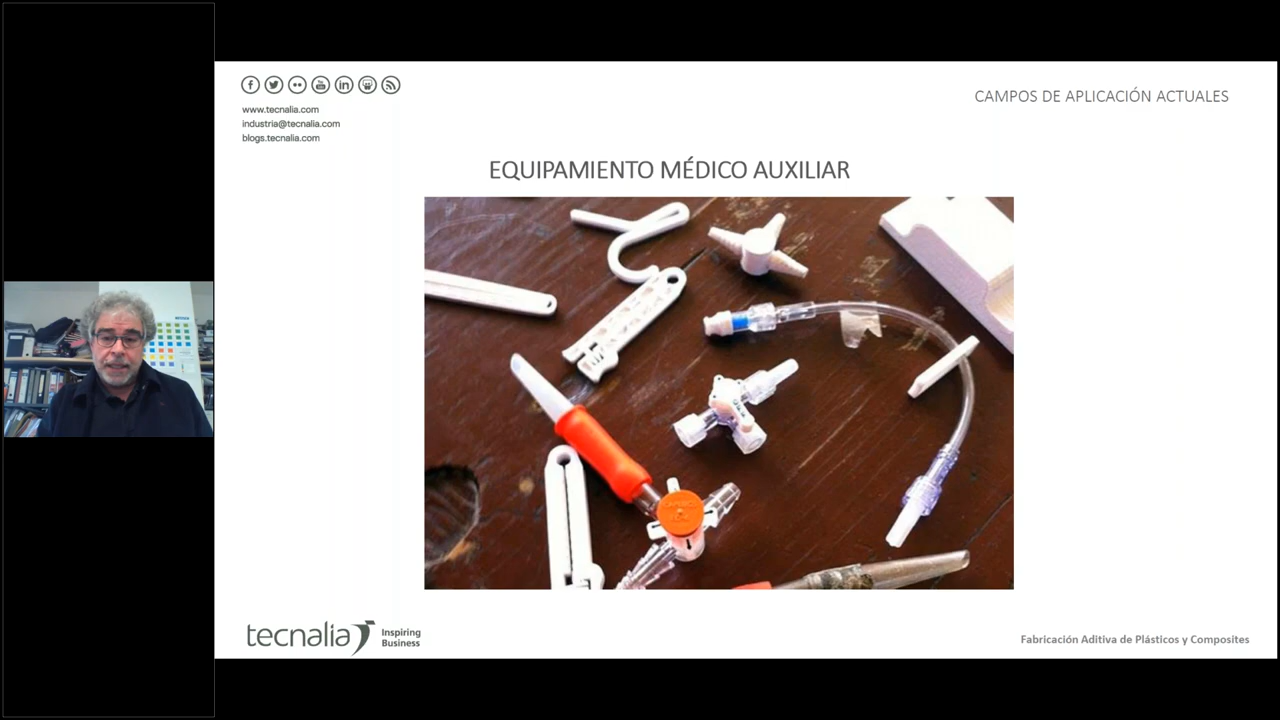 www.tecnalia.com
industria@tecnalia.com
blogs.tecnalia.com
CAMPOS DE APLICACIÓN ACTUALES
EQUIPAMIENTO MÉDICO AUXILIAR
tecnalia Inspiring
Business
Fabricación Aditiva de Plásticos y Composites